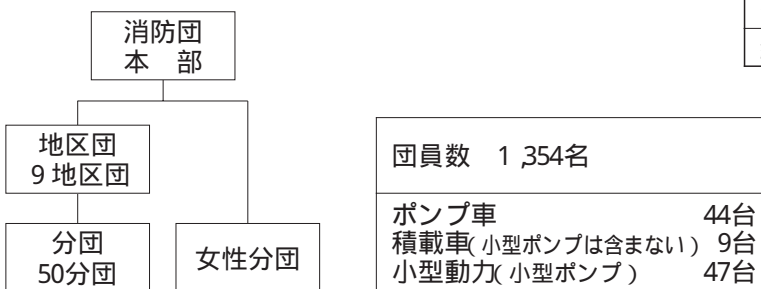 消防団
本 部
地区団
9地区団
分団
50分団
女性分団
団員数 1,354名
ポンプ車 44台
積載車(小型ポンプは含まない) 9台
小型動力(小型ポンプ) 47台